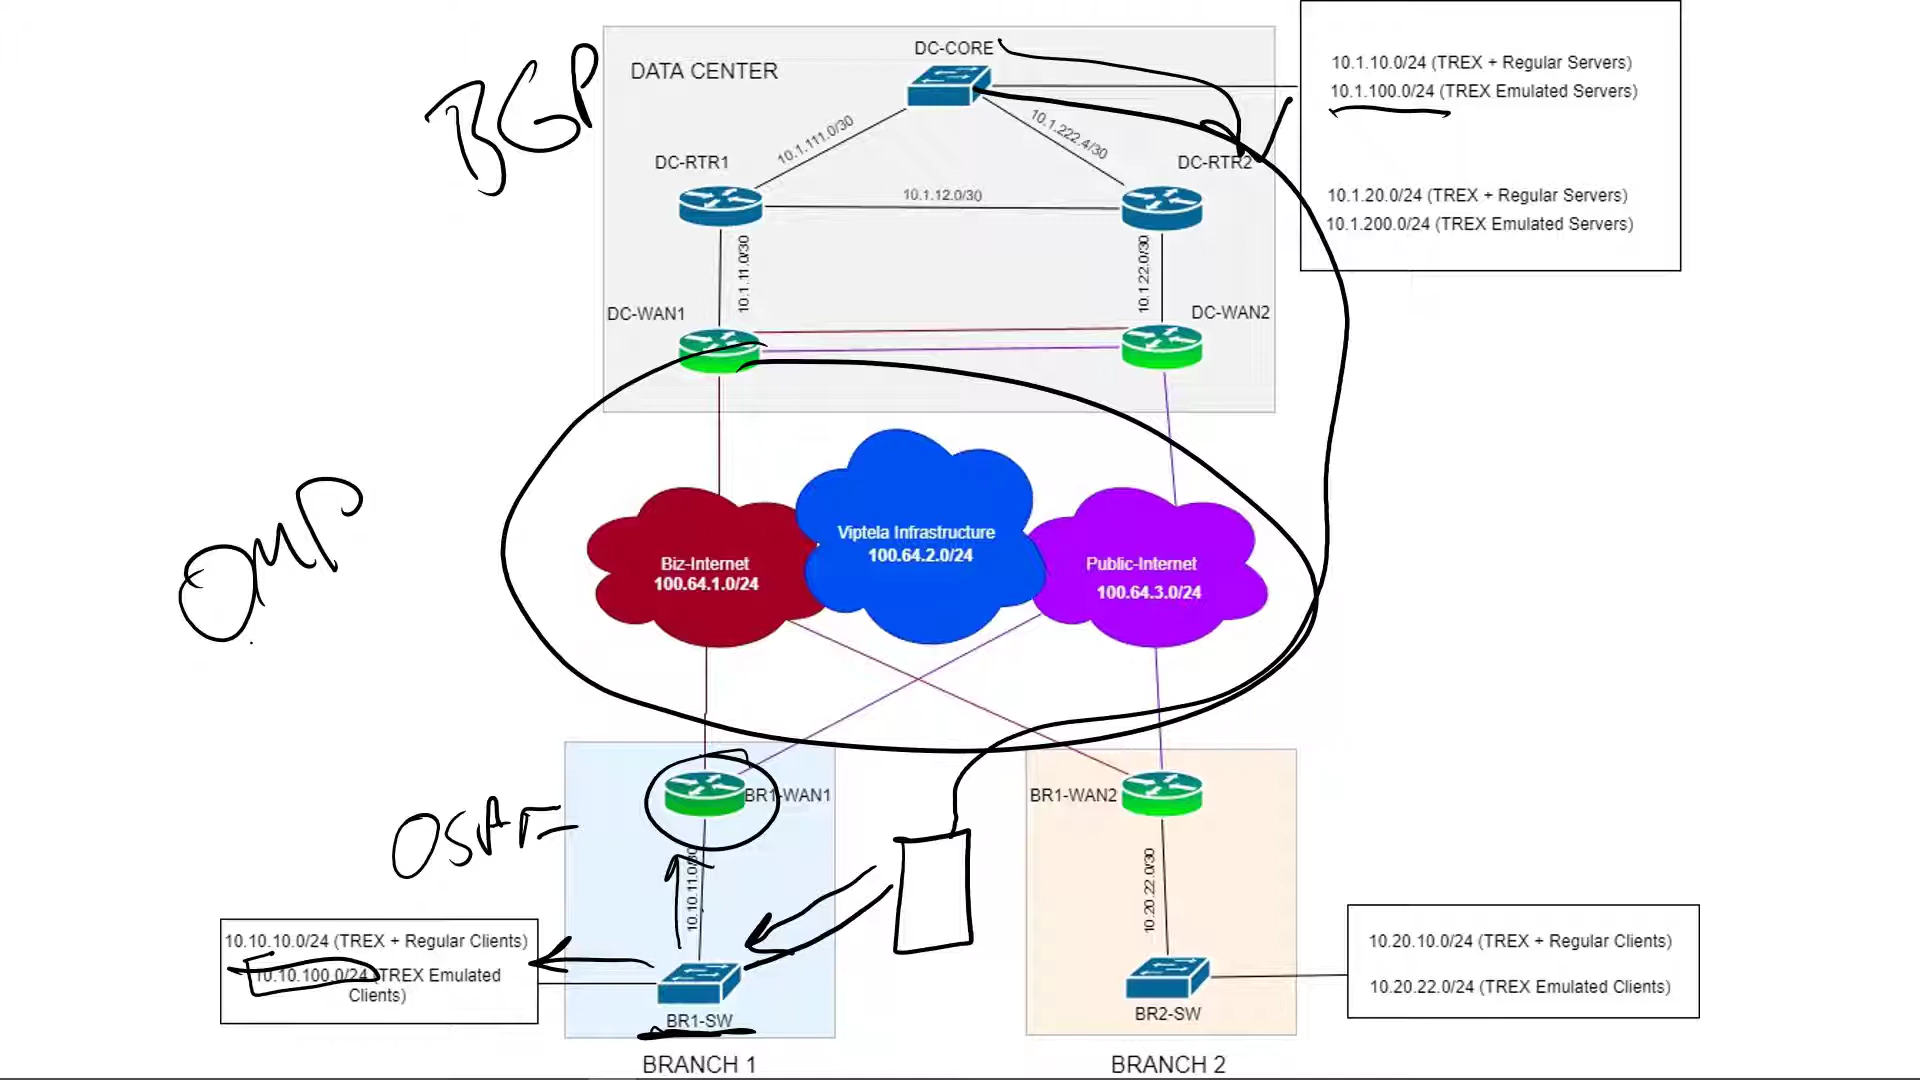 DC-CORE
DATA CENTER
10.1.10.0/24 (TREX + Regular Servers)
10.1.100.0/24 (TREX Emulated Servers)
10.1.20.0/24 (TREX + Regular Servers)
10.1.200.0/24 (TREX Emulated Servers)
BGP
10.1.111.0/30
10.1.222.4/30
DC-RTR1
DC-RTR2
10.1.12.0/30
10.1.11.0/30
10.1.22.0/30
DC-WAN1
DC-WAN2
OMP
Viptela Infrastructure
100.64.2.0/24
Biz-Internet
100.64.1.0/24
Public-Internet
100.64.3.0/24
BR1-WAN1
BR1-WAN2
OSPF
10.10.11.0/30
10.20.22.0/30
10.10.10.0/24 (TREX + Regular Clients)
10.10.100.0/24 (TREX Emulated
Clients)
10.20.10.0/24 (TREX + Regular Clients)
10.20.22.0/24 (TREX Emulated Clients)
BR1-SW
BR2-SW
BRANCH 1
BRANCH 2